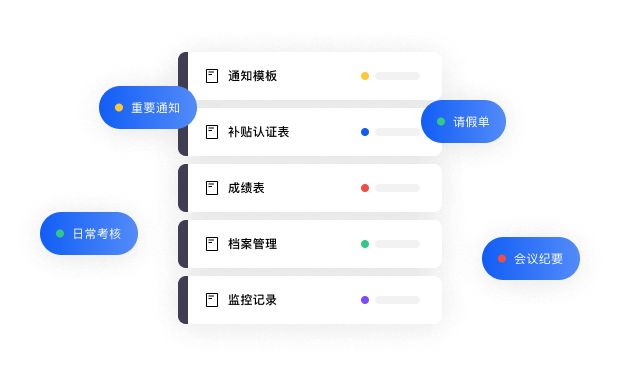 通知模板
重要通知
补贴认证表
请假单
成绩表
日常考核
档案管理
会议纪要
监控记录